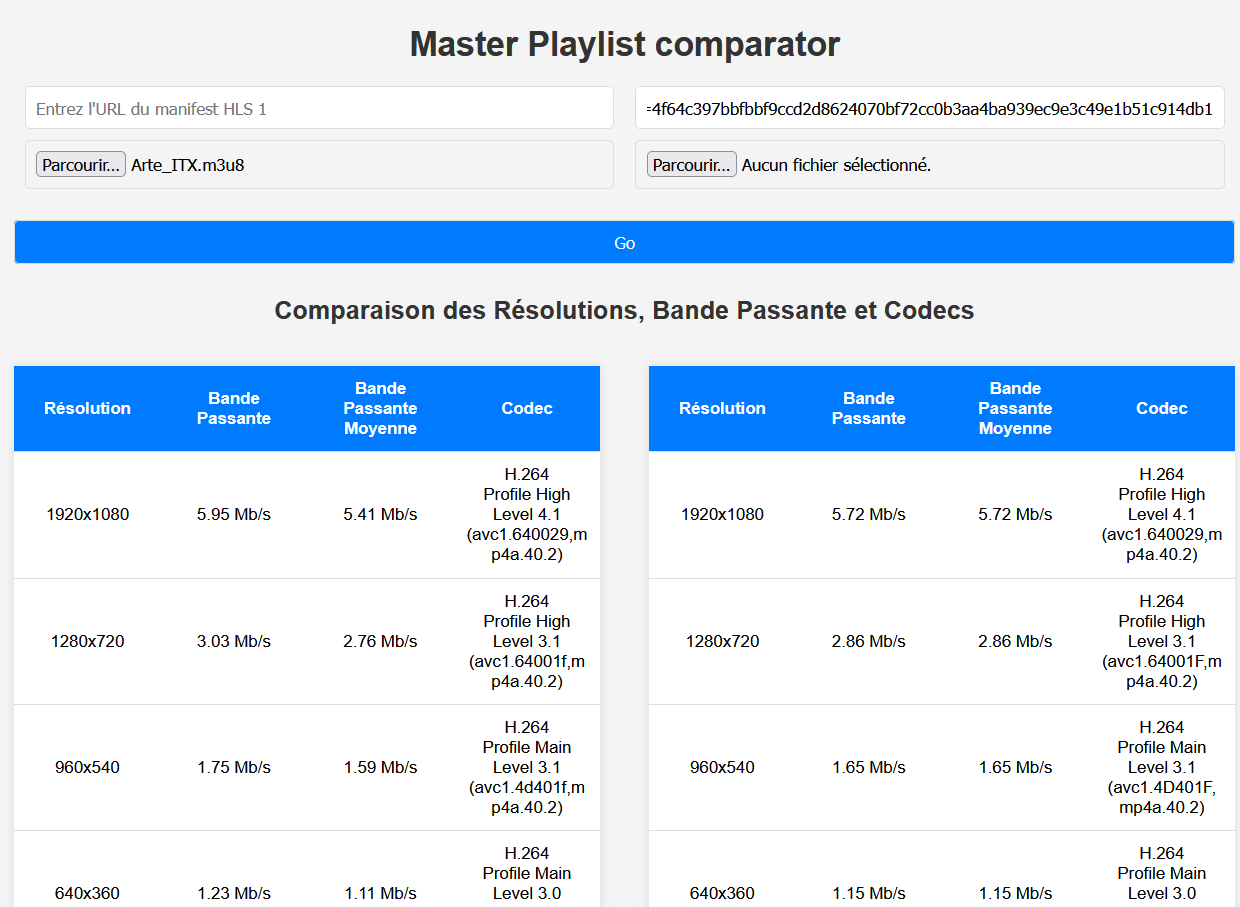 Master Playlist comparator
Entrez l'URL du manifest HLS 1
=4f64c397bbfbbf9ccd2d8624070bf72cc0b3aa4ba939ec9e3c49e1b51c914db1
Parcourir... Arte_ITX.m3u8
Parcourir... Aucun fichier sélectionné.
Go
Comparaison des Résolutions, Bande Passante et Codecs
Résolution
Bande
Passante
Bande
Passante
Moyenne
Codec
1920x1080
5.95 Mb/s
5.41 Mb/s
H.264
Profile High
Level 4.1
(avc1.640029,m
p4a.40.2)
1280x720
3.03 Mb/s
2.76 Mb/s
H.264
Profile High
Level 3.1
(avc1.64001f,m
p4a.40.2)
960x540
1.75 Mb/s
1.59 Mb/s
H.264
Profile Main
Level 3.1
(avc1.4d401f,m
p4a.40.2)
640x360
1.23 Mb/s
1.11 Mb/s
H.264
Profile Main
Level 3.0
Résolution
Bande
Passante
Bande
Passante
Moyenne
Codec
1920x1080
5.72 Mb/s
5.72 Mb/s
H.264
Profile High
Level 4.1
(avc1.640029,m
p4a.40.2)
1280x720
2.86 Mb/s
2.86 Mb/s
H.264
Profile High
Level 3.1
(avc1.64001F,m
p4a.40.2)
960x540
1.65 Mb/s
1.65 Mb/s
H.264
Profile Main
Level 3.1
(avc1.4D401F,
mp4a.40.2)
640x360
1.15 Mb/s
1.15 Mb/s
H.264
Profile Main
Level 3.0